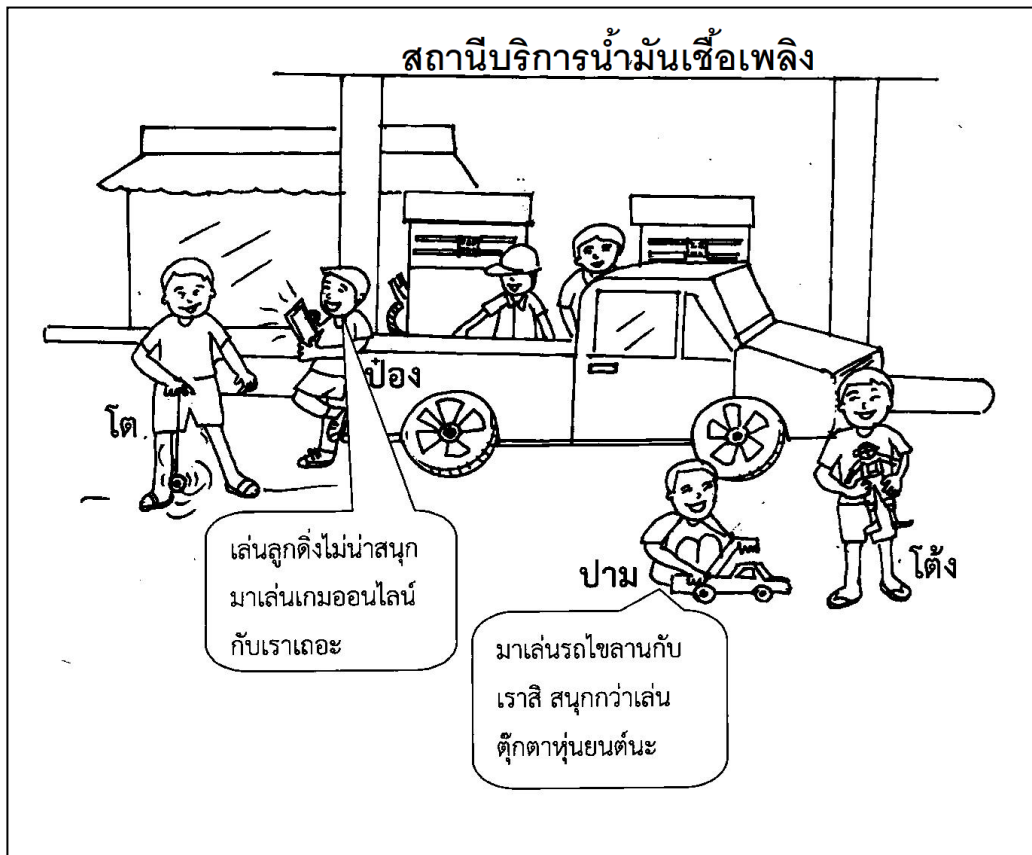 สถานีบริการน้ำมันเชื้อเพลิง
ป๋อง
โต
เล่นลูกดิ่งไม่น่าสนุก
มาเล่นเกมออนไลน์
กับเราเถอะ
ปาม
โต้ง
มาเล่นรถไขลานกับ
เราสิ สนุกกว่าเล่น
ตุ๊กตาหุ่นยนต์นะ